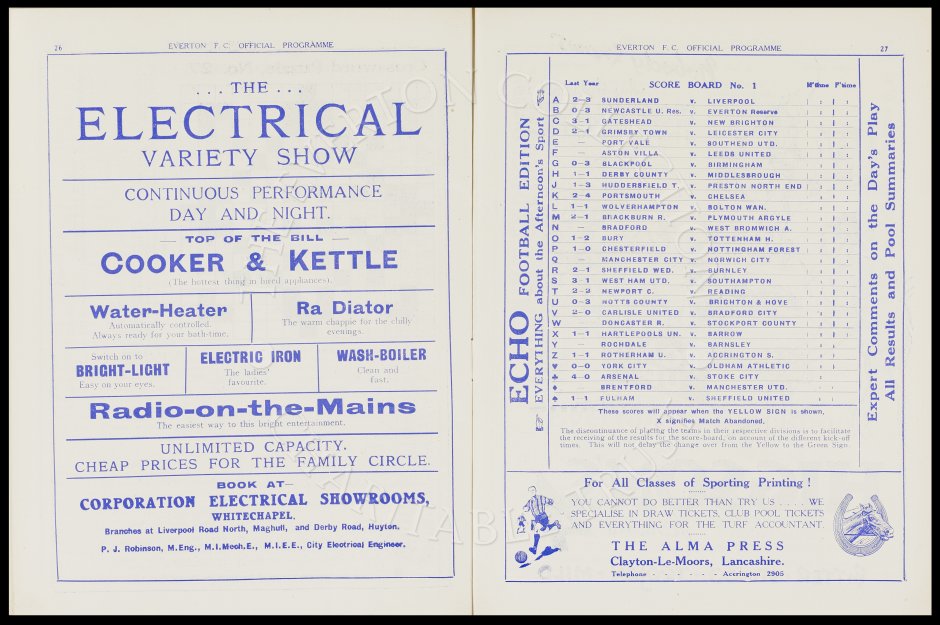 26
EVERTON F.C. OFFICIAL PROGRAMME
... THE ...
ELECTRICAL
VARIETY SHOW
CONTINUOUS PERFORMANCE
DAY AND NIGHT.
— TOP OF THE BILL —
COOKER & KETTLE
(The hottest thing in hired appliances).
Water-Heater
Automatically controlled.
Always ready for your bath-time.
Ra Diator
The warm chappie for the chilly
evenings.
Switch on to
BRIGHT-LIGHT
Easy on your eyes.
ELECTRIC IRON
The ladies'
favourite.
WASH-BOILER
Clean and
fast.
Radio-on-the-Mains
The easiest way to this bright entertainment.
UNLIMITED CAPACITY.
CHEAP PRICES FOR THE FAMILY CIRCLE.
BOOK AT—
CORPORATION ELECTRICAL SHOWROOMS,
WHITECHAPEL,
Branches at Liverpool Road North, Maghull, and Derby Road, Huyton.
P. J. Robinson, M.Eng., M.I.Mech.E., M.I.E.E., City Electrical Engineer.
EVERTON F.C. OFFICIAL PROGRAMME
27
ECHO FOOTBALL EDITION
EVERYTHING about the Afternoon's Sport
Last Year SCORE BOARD No. 1 H'time F'time
A 2–3 SUNDERLAND v. LIVERPOOL : :
B 0–3 NEWCASTLE U. Res. v. EVERTON Reserve : :
C 3–1 GATESHEAD v. NEW BRIGHTON : :
D 2–1 GRIMSBY TOWN v. LEICESTER CITY : :
E — PORT VALE v. SOUTHEND UTD. : :
F — ASTON VILLA v. LEEDS UNITED : :
G 0–3 BLACKPOOL v. BIRMINGHAM : :
H 1–1 DERBY COUNTY v. MIDDLESBROUGH : :
J 1–3 HUDDERSFIELD T. v. PRESTON NORTH END : :
K 2–4 PORTSMOUTH v. CHELSEA : :
L 1–1 WOLVERHAMPTON v. BOLTON WAN. : :
M 2–1 BLACKBURN R. v. PLYMOUTH ARGYLE : :
N — BRADFORD v. WEST BROMWICH A. : :
O 1–2 BURY v. TOTTENHAM H. : :
P 1–0 CHESTERFIELD v. NOTTINGHAM FOREST : :
Q — MANCHESTER CITY v. NORWICH CITY : :
R 2–1 SHEFFIELD WED. v. BURNLEY : :
S 3–1 WEST HAM UTD. v. SOUTHAMPTON : :
T 2–2 NEWPORT C. v. READING : :
U 0–3 NOTTS COUNTY v. BRIGHTON & HOVE : :
V 2–0 CARLISLE UNITED v. BRADFORD CITY : :
W DONCASTER R. v. STOCKPORT COUNTY : :
X 1–1 HARTLEPOOLS UN. v. BARROW : :
Y — ROCHDALE v. BARNSLEY : :
Z 1–1 ROTHERHAM U. v. ACCRINGTON S. : :
♥ 0–0 YORK CITY v. OLDHAM ATHLETIC : :
♣ 4–0 ARSENAL v. STOKE CITY :
♦ BRENTFORD v. MANCHESTER UTD. :
♠ 1–1 FULHAM v. SHEFFIELD UNITED :
These scores will appear when the YELLOW SIGN is shown,
X signifies Match Abandoned.
The discontinuance of placing the teams in their respective divisions is to facilitate
the receiving of the results for the score-board, on account of the different kick-off
times. This will not delay the change over from the Yellow to the Green Sign.
Expert Comments on the Day's Play
All Results and Pool Summaries
For All Classes of Sporting Printing !
YOU CANNOT DO BETTER THAN TRY US . . . WE
SPECIALISE IN DRAW TICKETS, CLUB POOL TICKETS
AND EVERYTHING FOR THE TURF ACCOUNTANT.
THE ALMA PRESS
Clayton-Le-Moors, Lancashire.
Telephone - - - - - Accrington 2905